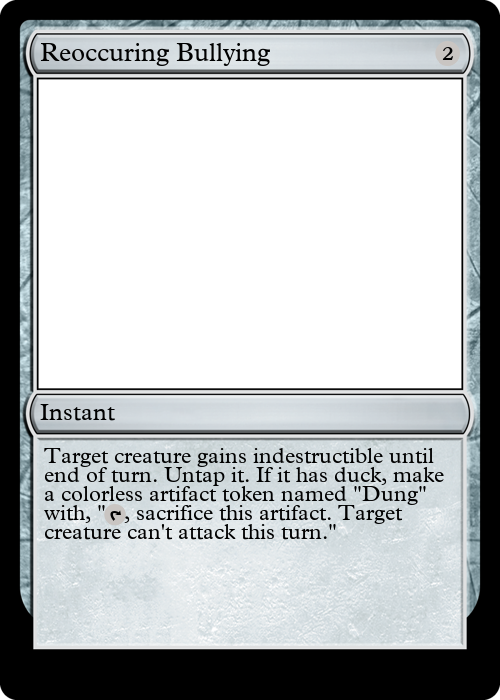 Reoccuring Bullying 2
Instant
Target creature gains indestructible until
end of turn. Untap it. If it has duck, make
a colorless artifact token named "Dung"
with, " , sacrifice this artifact. Target
creature can't attack this turn."